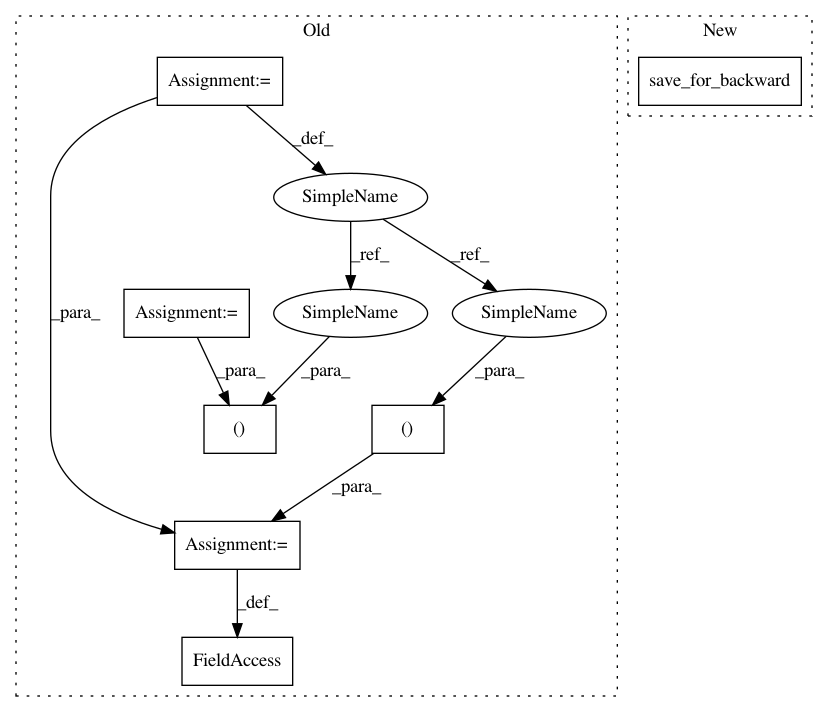 Old
New
Assignment:=
save_for_backward
_def_
SimpleName
_ref_
_ref_
_para_
Assignment:=
SimpleName
SimpleName
_para_
_para_
_para_
()
()
_para_
Assignment:=
_def_
FieldAccess